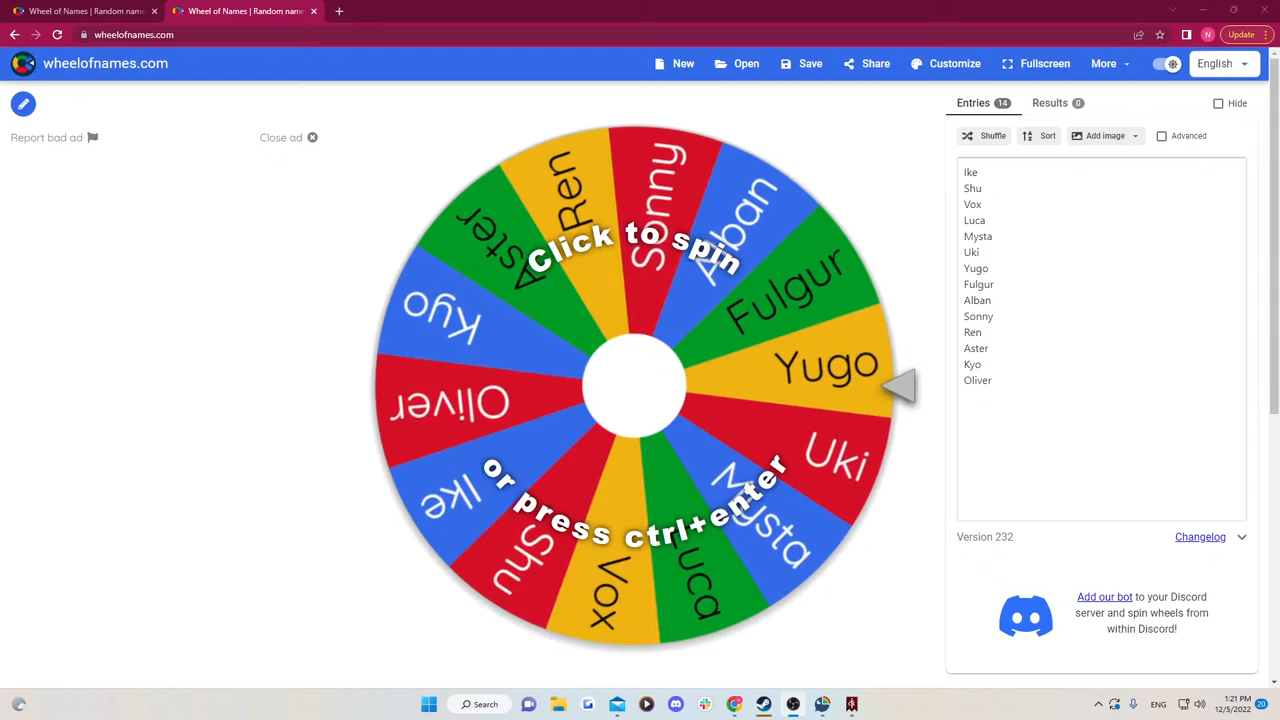 Wheel of Names | Random name
Wheel of Names | Random name
wheelofnames.com
N
Update
wheelofnames.com
New
Open
Save
Share
Customize
Fullscreen
More
English
Report bad ad
Close ad
Entries 14
Results 0
Hide
Shuffle
Sort
Add image
Advanced
Click to spin
or press ctrl+enter
Ren
Sonny
Alban
Fulgur
Yugo
Uki
Mysta
Luca
Vox
Shu
Ike
Oliver
Kyo
Aster
Ike
Shu
Vox
Luca
Mysta
Uki
Yugo
Fulgur
Alban
Sonny
Ren
Aster
Kyo
Oliver
Version 232
Changelog
Add our bot to your Discord
server and spin wheels from
within Discord!
Search
ENG
1:21 PM
12/5/2022
20